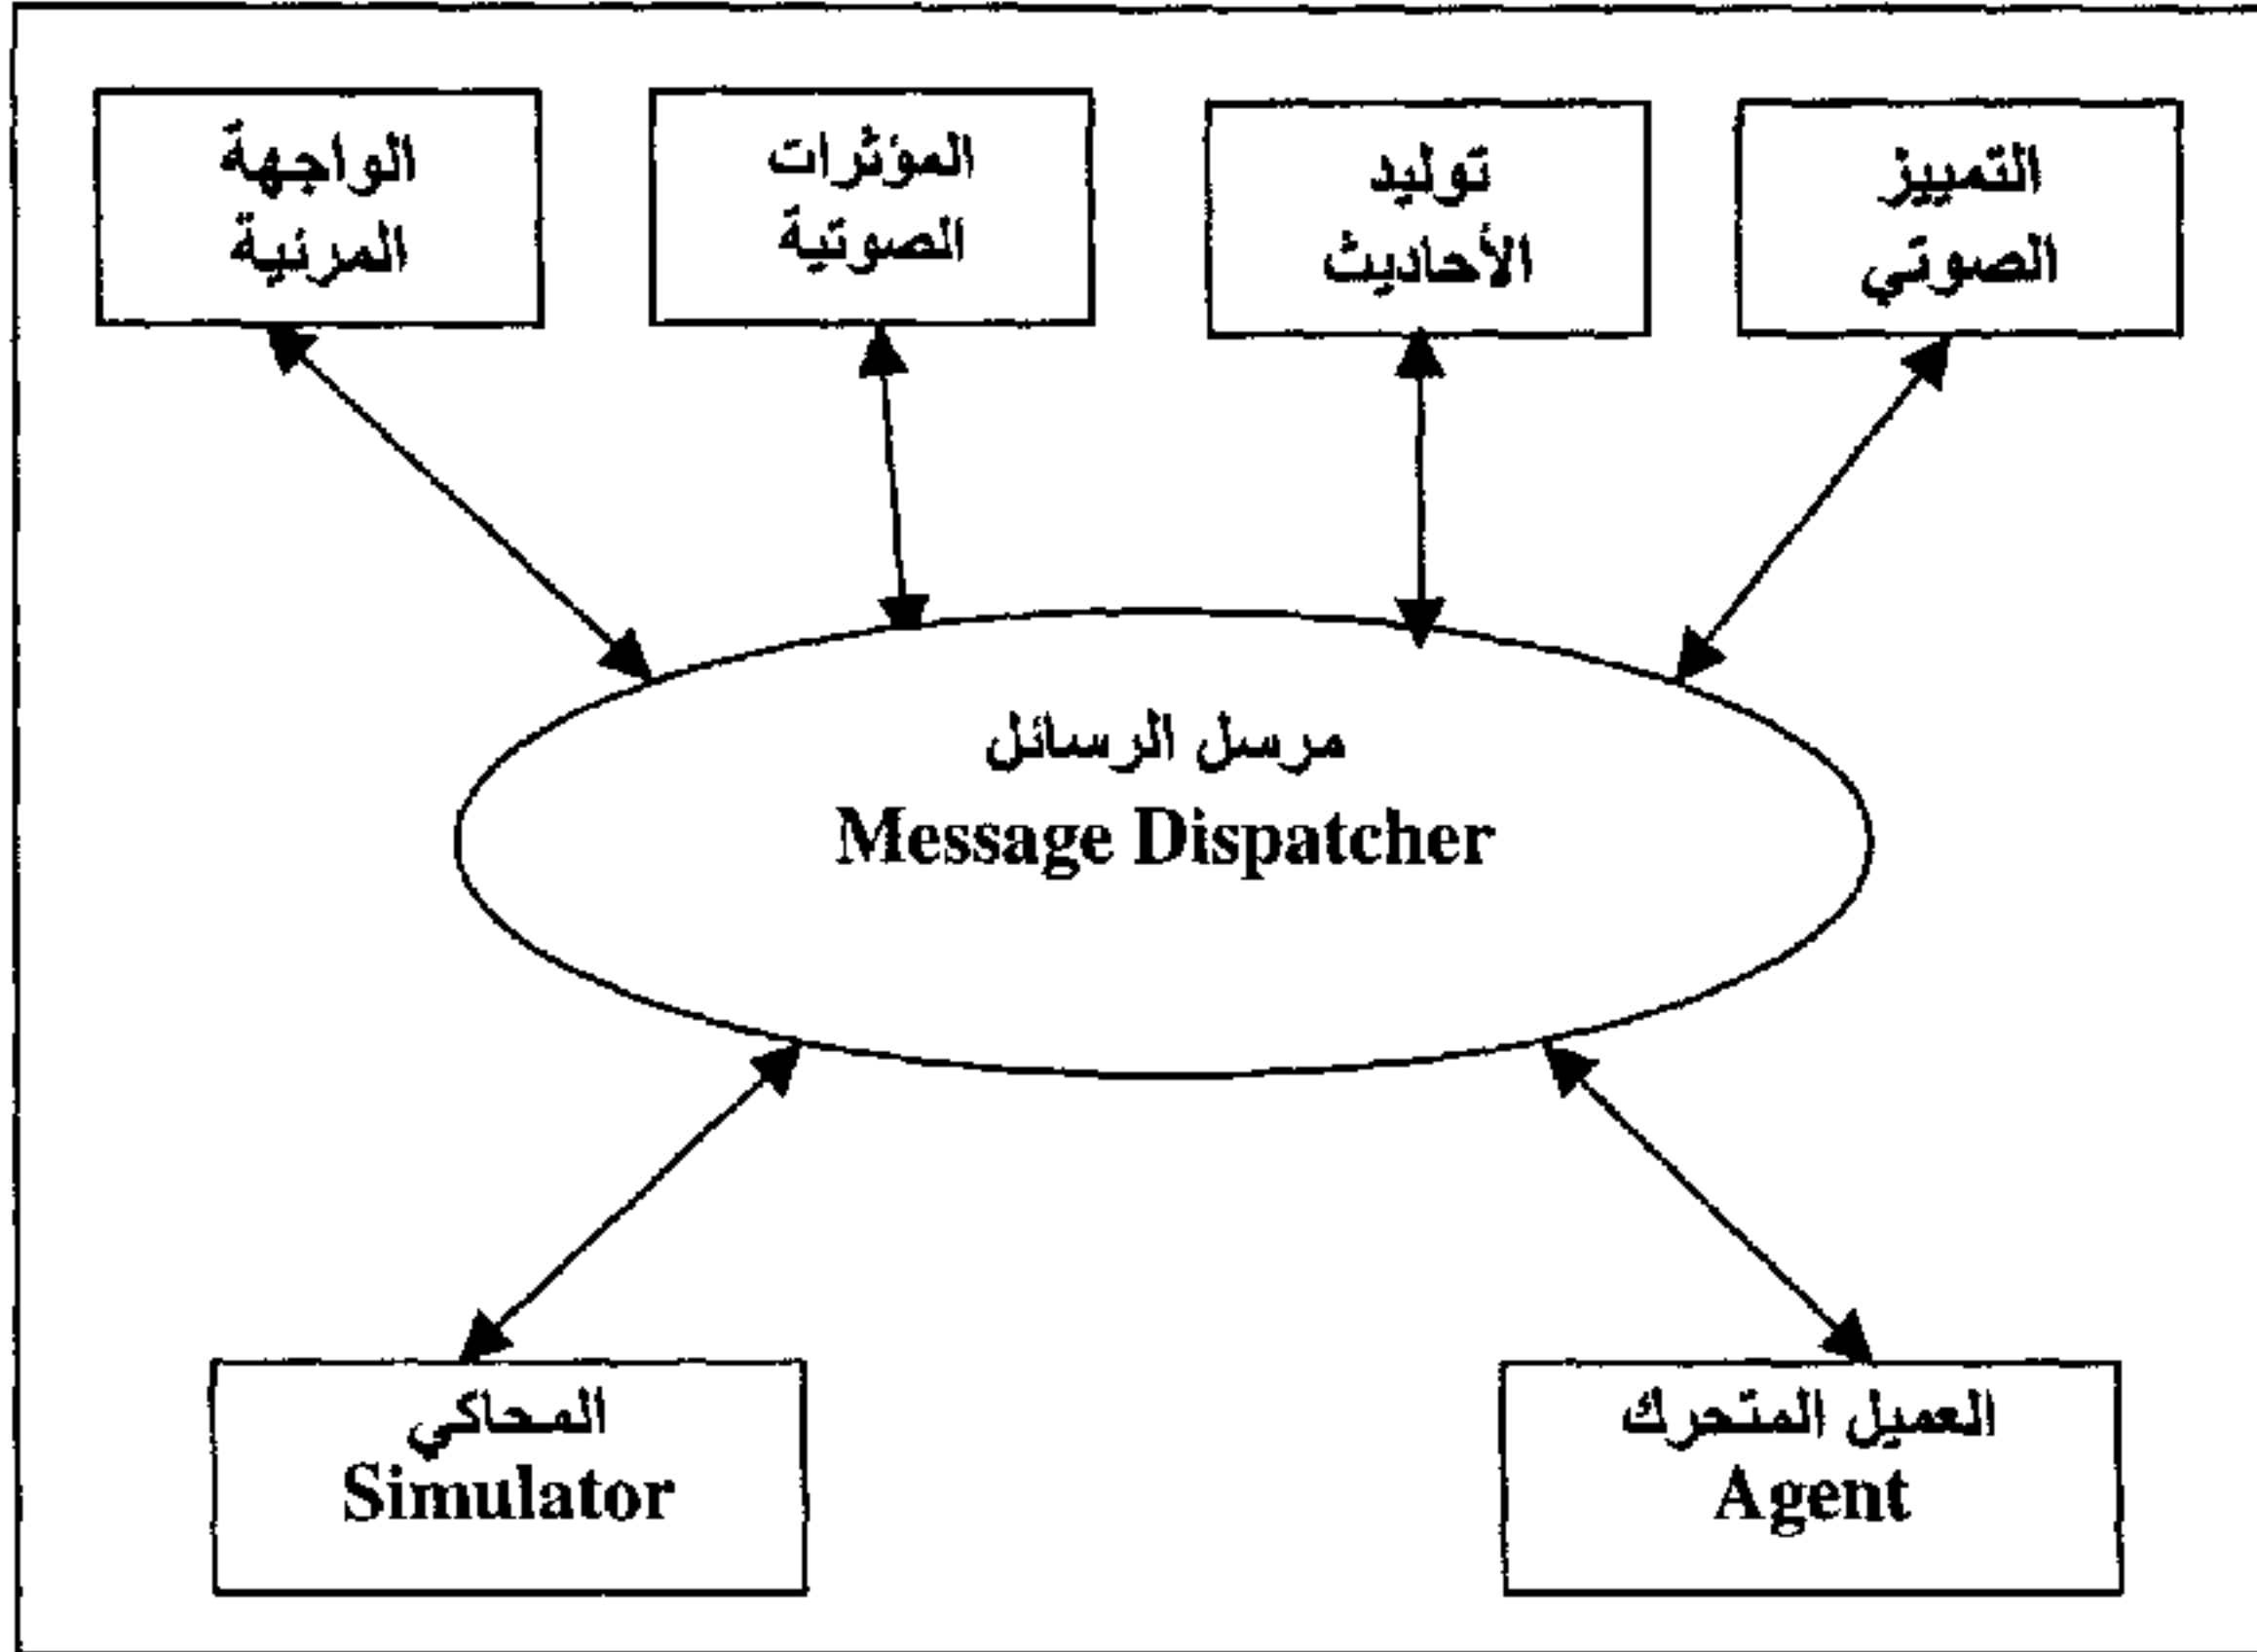 التمييز
الصوتي
توليد
الأحاديث
المؤثرات
الصوتية
الواجهة
المرئية
مرسل الرسائل
Message Dispatcher
العميل المتحرك
Agent
المحاكي
Simulator